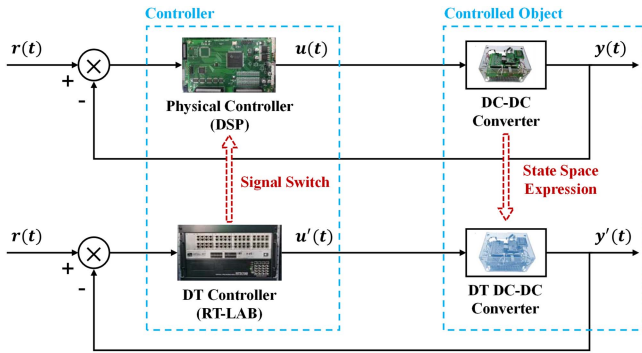 Controller
Controlled Object
r(t)
u(t)
y(t)
+
-
Physical Controller
(DSP)
DC-DC
Converter
Signal Switch
State Space
Expression
r(t)
u'(t)
y'(t)
+
-
DT Controller
(RT-LAB)
DT DC-DC
Converter